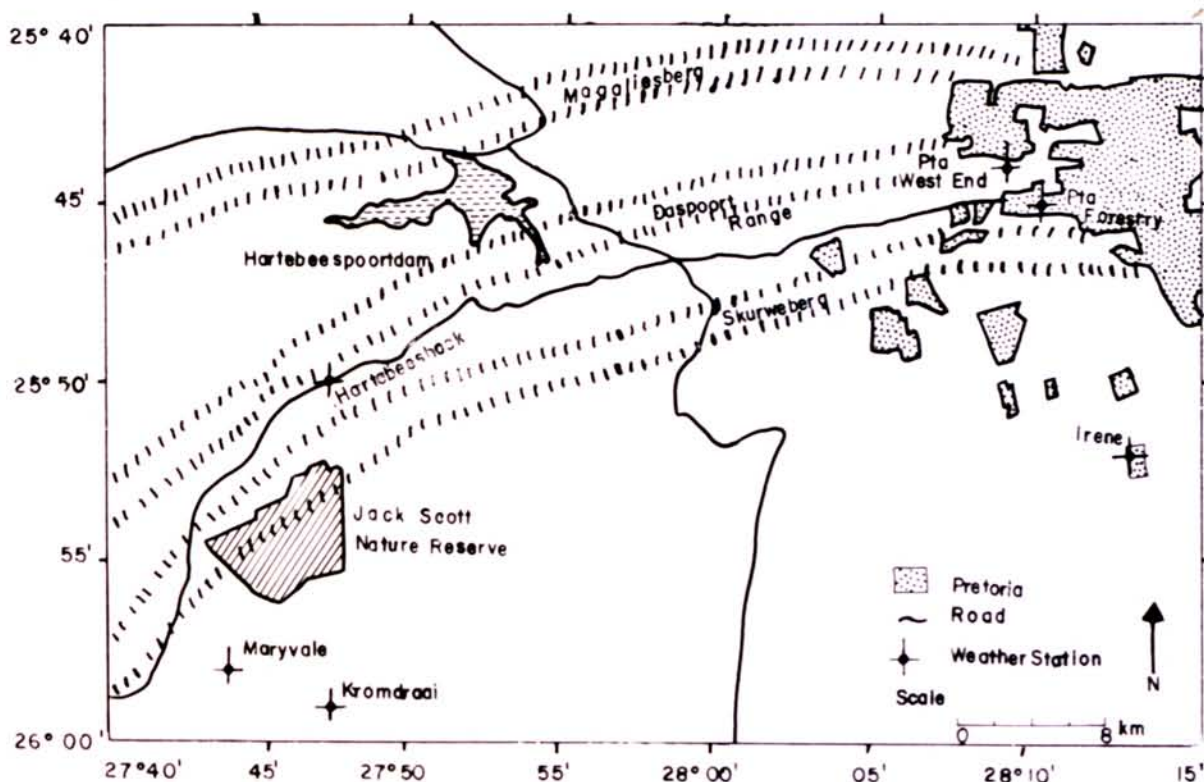 25° 40'
Magaliesberg
Pta
West End
45'
Daspoort
Range
Pta
Forestry
Hartebeespoortdam
Skurweberg
25° 50'
Hartebeeshoek
Irene
Jack Scott
Nature Reserve
55'
Pretoria
Road
Maryvale
Weather Station
Kromdraai
Scale
N
0 8 km
26° 00'
27° 40' 45' 27° 50' 55' 28° 00' 05' 28° 10' 15'